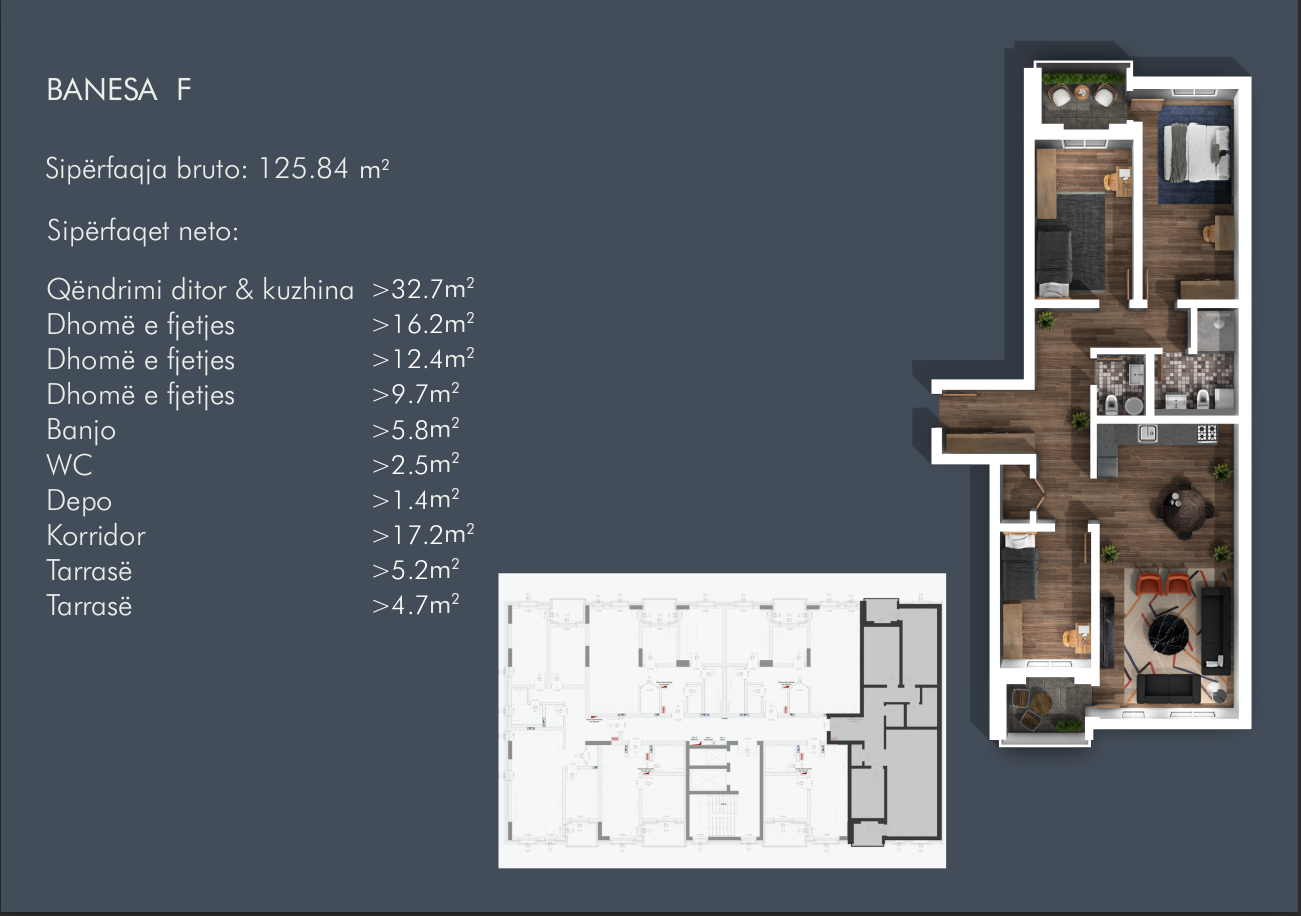 BANESA F
Sipërfaqja bruto: 125.84 m²
Sipërfaqet neto:
Qëndrimi ditor & kuzhina >32.7m²
Dhomë e fjetjes >16.2m²
Dhomë e fjetjes >12.4m²
Dhomë e fjetjes >9.7m²
Banjo >5.8m²
WC >2.5m²
Depo >1.4m²
Korridor >17.2m²
Tarrasë >5.2m²
Tarrasë >4.7m²